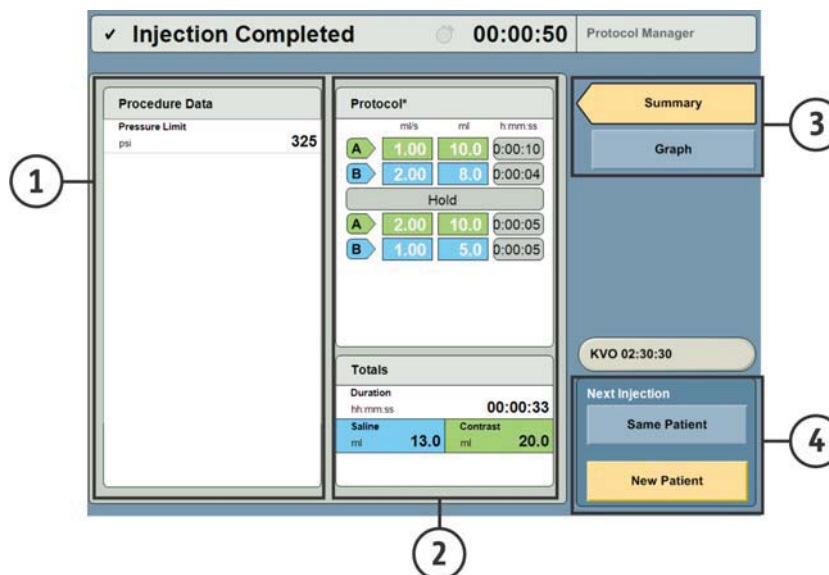 ✓ Injection Completed 00:00:50 Protocol Manager
Procedure Data
Pressure Limit
psi 325
Protocol*
ml/s ml h:mm:ss
A 1.00 10.0 0:00:10
B 2.00 8.0 0:00:04
Hold
A 2.00 10.0 0:00:05
B 1.00 5.0 0:00:05
Totals
Duration
hh:mm:ss 00:00:33
Saline Contrast
ml 13.0 ml 20.0
Summary
Graph
KVO 02:30:30
Next Injection
Same Patient
New Patient
1
2
3
4